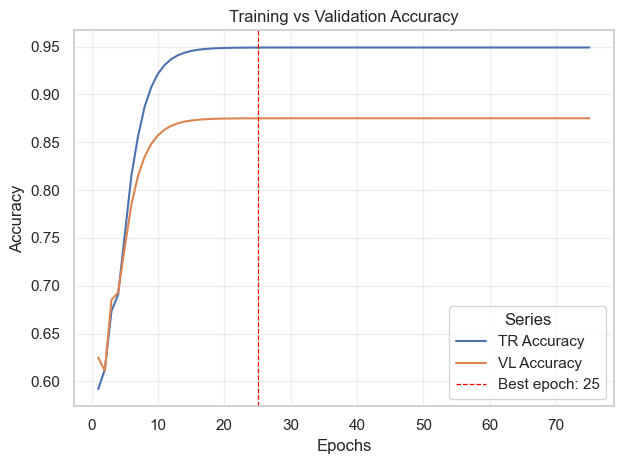 Training vs Validation Accuracy
Accuracy
0.95
0.90
0.85
0.80
0.75
0.70
0.65
0.60
Series
TR Accuracy
VL Accuracy
Best epoch: 25
0 10 20 30 40 50 60 70
Epochs